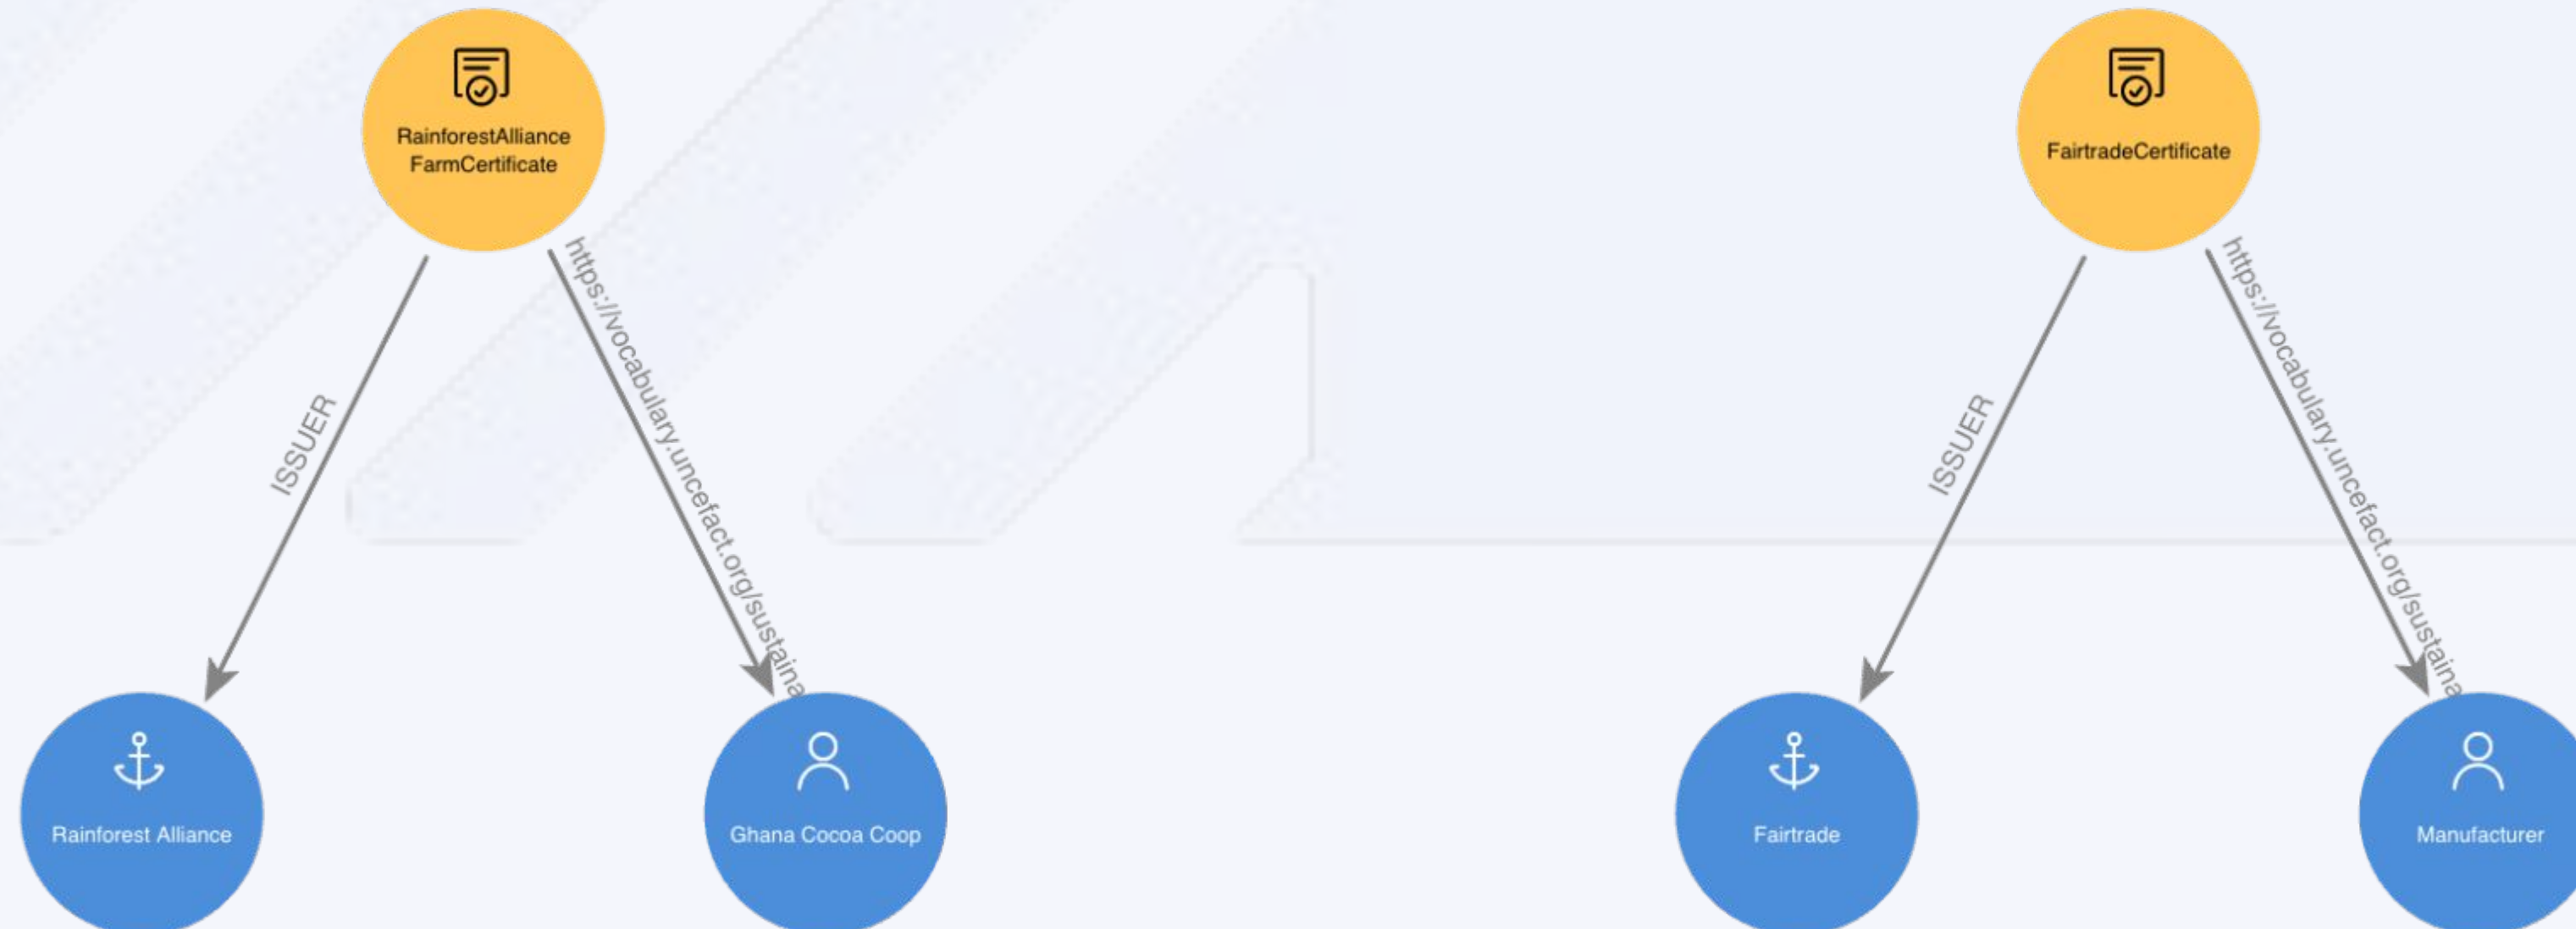 RainforestAlliance
FarmCertificate
ISSUER
https://vocabulary.uncefact.org/sustaina
Rainforest Alliance
Ghana Cocoa Coop
FairtradeCertificate
ISSUER
https://vocabulary.uncefact.org/sustaina
Fairtrade
Manufacturer